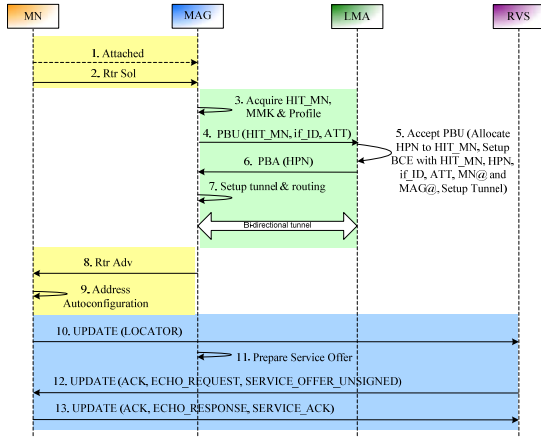 MN MAG LMA RVS
1. Attached
2. Rtr Sol
3. Acquire HIT_MN,
MMK & Profile
4. PBU (HIT_MN, if_ID, ATT)
5. Accept PBU (Allocate
HPN to HIT_MN, Setup
BCE with HIT_MN, HPN,
if_ID, ATT, MN@ and
MAG@, Setup Tunnel)
6. PBA (HPN)
7. Setup tunnel & routing
Bi-directional tunnel
8. Rtr Adv
9. Address
Autoconfiguration
10. UPDATE (LOCATOR)
11. Prepare Service Offer
12. UPDATE (ACK, ECHO_REQUEST, SERVICE_OFFER_UNSIGNED)
13. UPDATE (ACK, ECHO_RESPONSE, SERVICE_ACK)